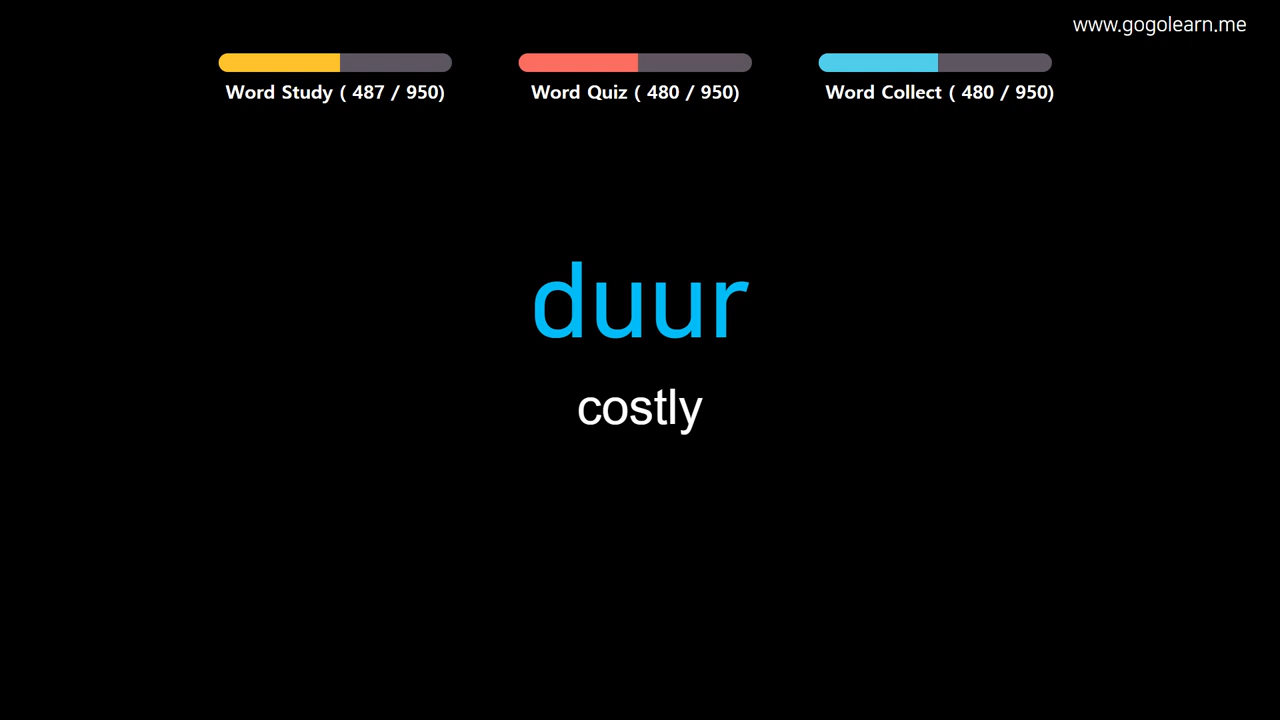 www.gogolearn.me
Word Study ( 487 / 950)
Word Quiz ( 480 / 950)
Word Collect ( 480 / 950)
duur
costly